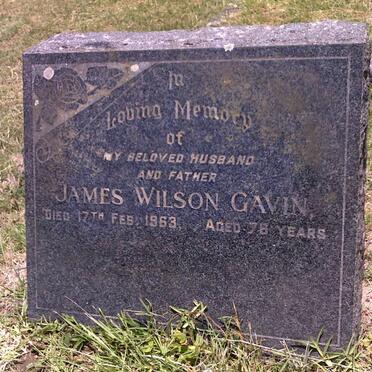 In
Loving Memory
of
MY BELOVED HUSBAND
AND FATHER
JAMES WILSON GAVIN,
DIED 17TH FEB. 1963. AGED 78 YEARS